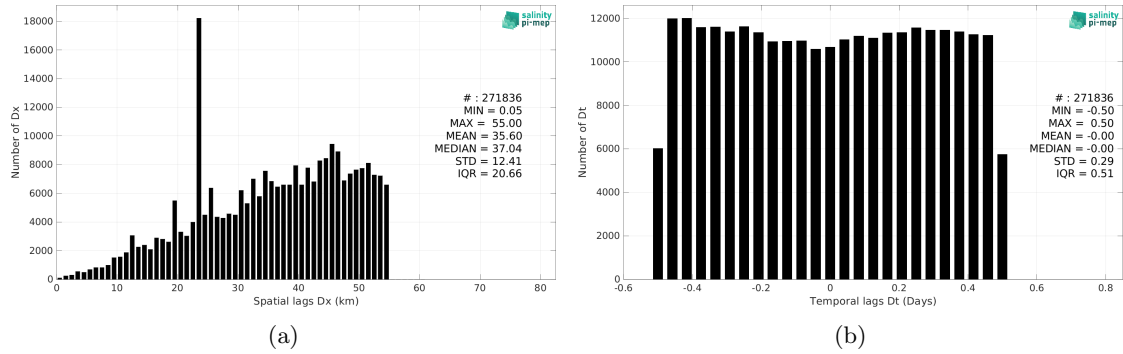 18000
16000
14000
12000
10000
8000
6000
4000
2000
0
Number of Dx
0 10 20 30 40 50 60 70 80
Spatial lags Dx (km)
salinity
pi-mep
# : 271836
MIN = 0.05
MAX = 55.00
MEAN = 35.60
MEDIAN = 37.04
STD = 12.41
IQR = 20.66
(a)
12000
10000
8000
6000
4000
2000
0
Number of Dt
-0.6 -0.4 -0.2 0 0.2 0.4 0.6 0.8
Temporal lags Dt (Days)
salinity
pi-mep
# : 271836
MIN = -0.50
MAX = 0.50
MEAN = -0.00
MEDIAN = -0.00
STD = 0.29
IQR = 0.51
(b)